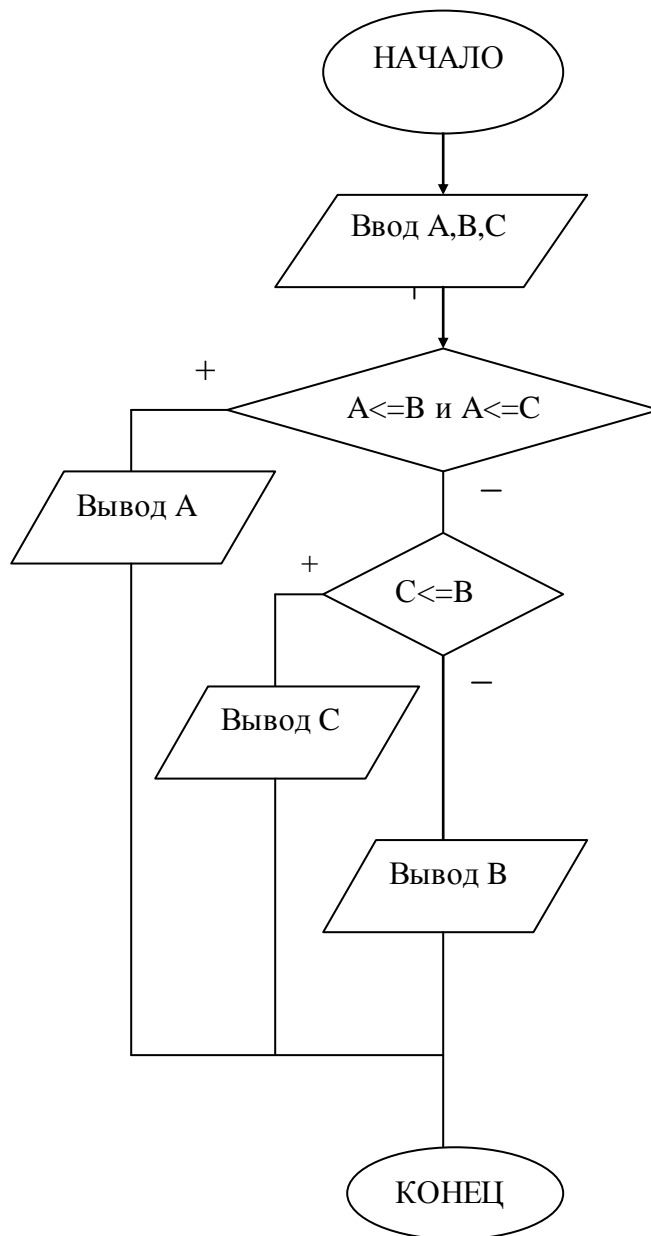 НАЧАЛО
Ввод A,B,C
+
A<=B и A<=C
Вывод A
–
+
C<=B
–
Вывод C
Вывод B
КОНЕЦ